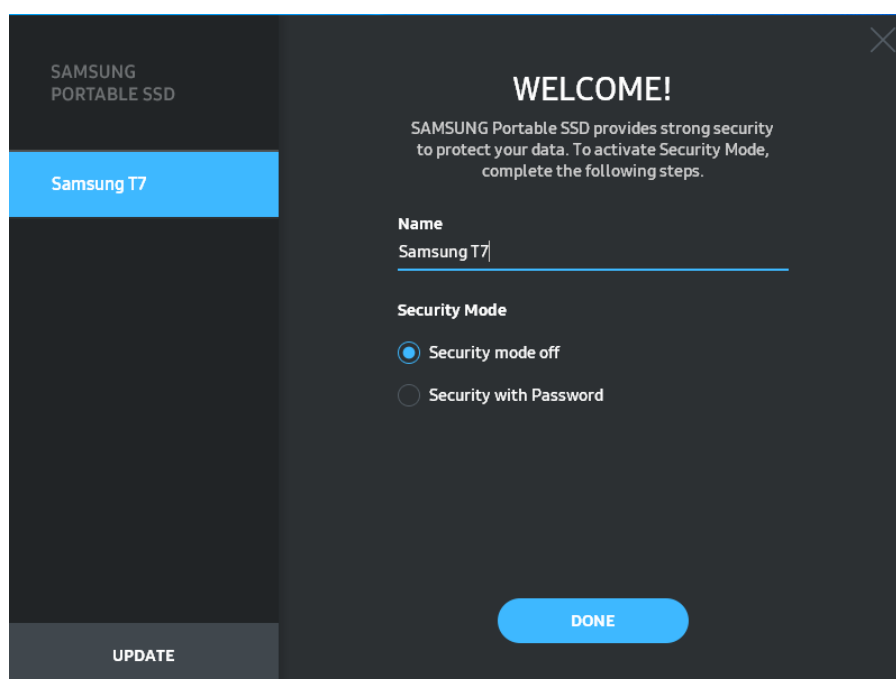 SAMSUNG
PORTABLE SSD
Samsung T7
UPDATE
WELCOME!
SAMSUNG Portable SSD provides strong security
to protect your data. To activate Security Mode,
complete the following steps.
Name
Samsung T7
Security Mode
Security mode off
Security with Password
DONE